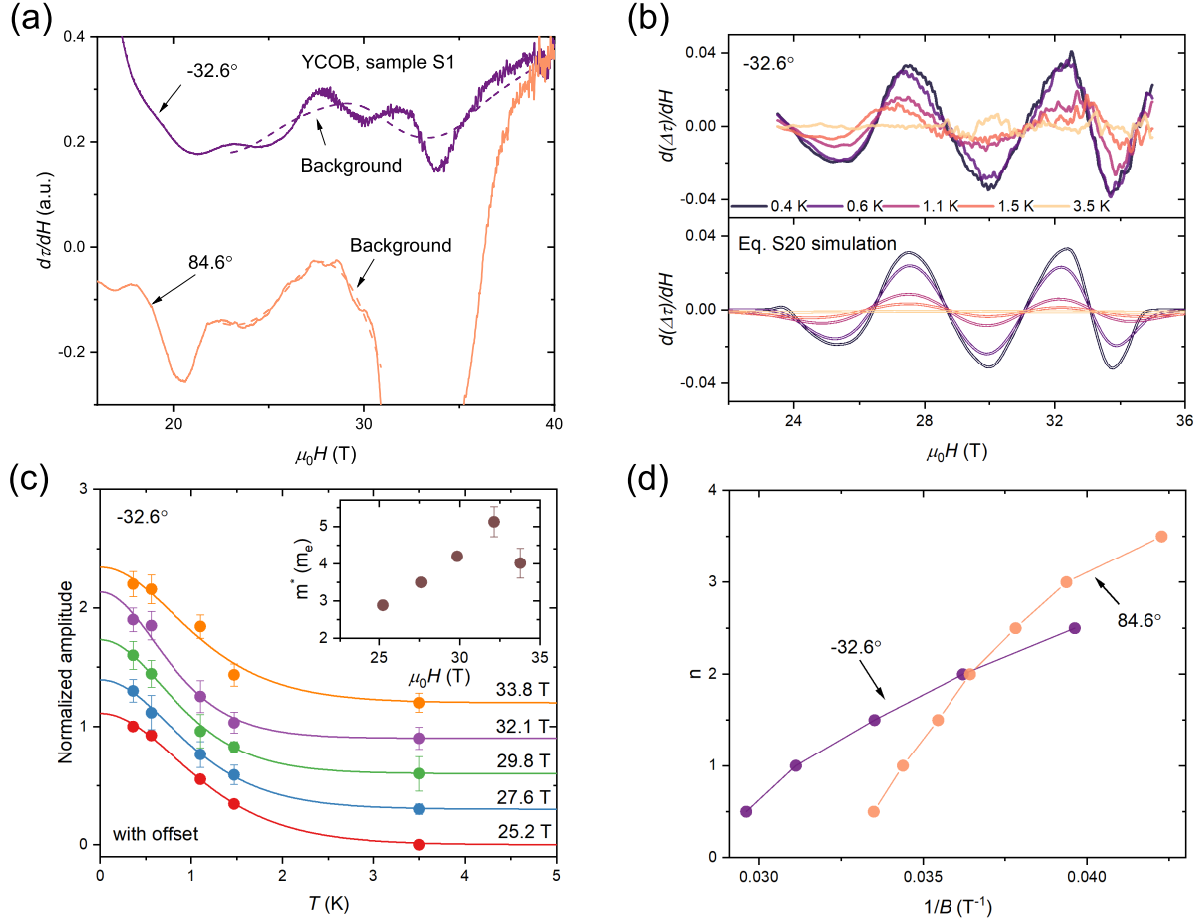 (a)
0.4
0.2
0.0
-0.2
dτ/dH (a.u.)
-32.6°
YCOB, sample S1
Background
Background
84.6°
20
30
40
μ₀H (T)
(b)
0.04
0.00
-0.04
d(Δτ)/dH
-32.6°
0.4 K
0.6 K
1.1 K
1.5 K
3.5 K
Eq. S20 simulation
0.04
0.00
-0.04
d(Δτ)/dH
24
28
32
36
μ₀H (T)
(c)
3
2
1
0
Normalized amplitude
-32.6°
m* (mₑ)
5
4
3
2
25
30
35
μ₀H (T)
33.8 T
32.1 T
29.8 T
27.6 T
25.2 T
with offset
0
1
2
3
4
5
T (K)
(d)
4
3
2
1
0
n
-32.6°
84.6°
0.030
0.035
0.040
1/B (T⁻¹)